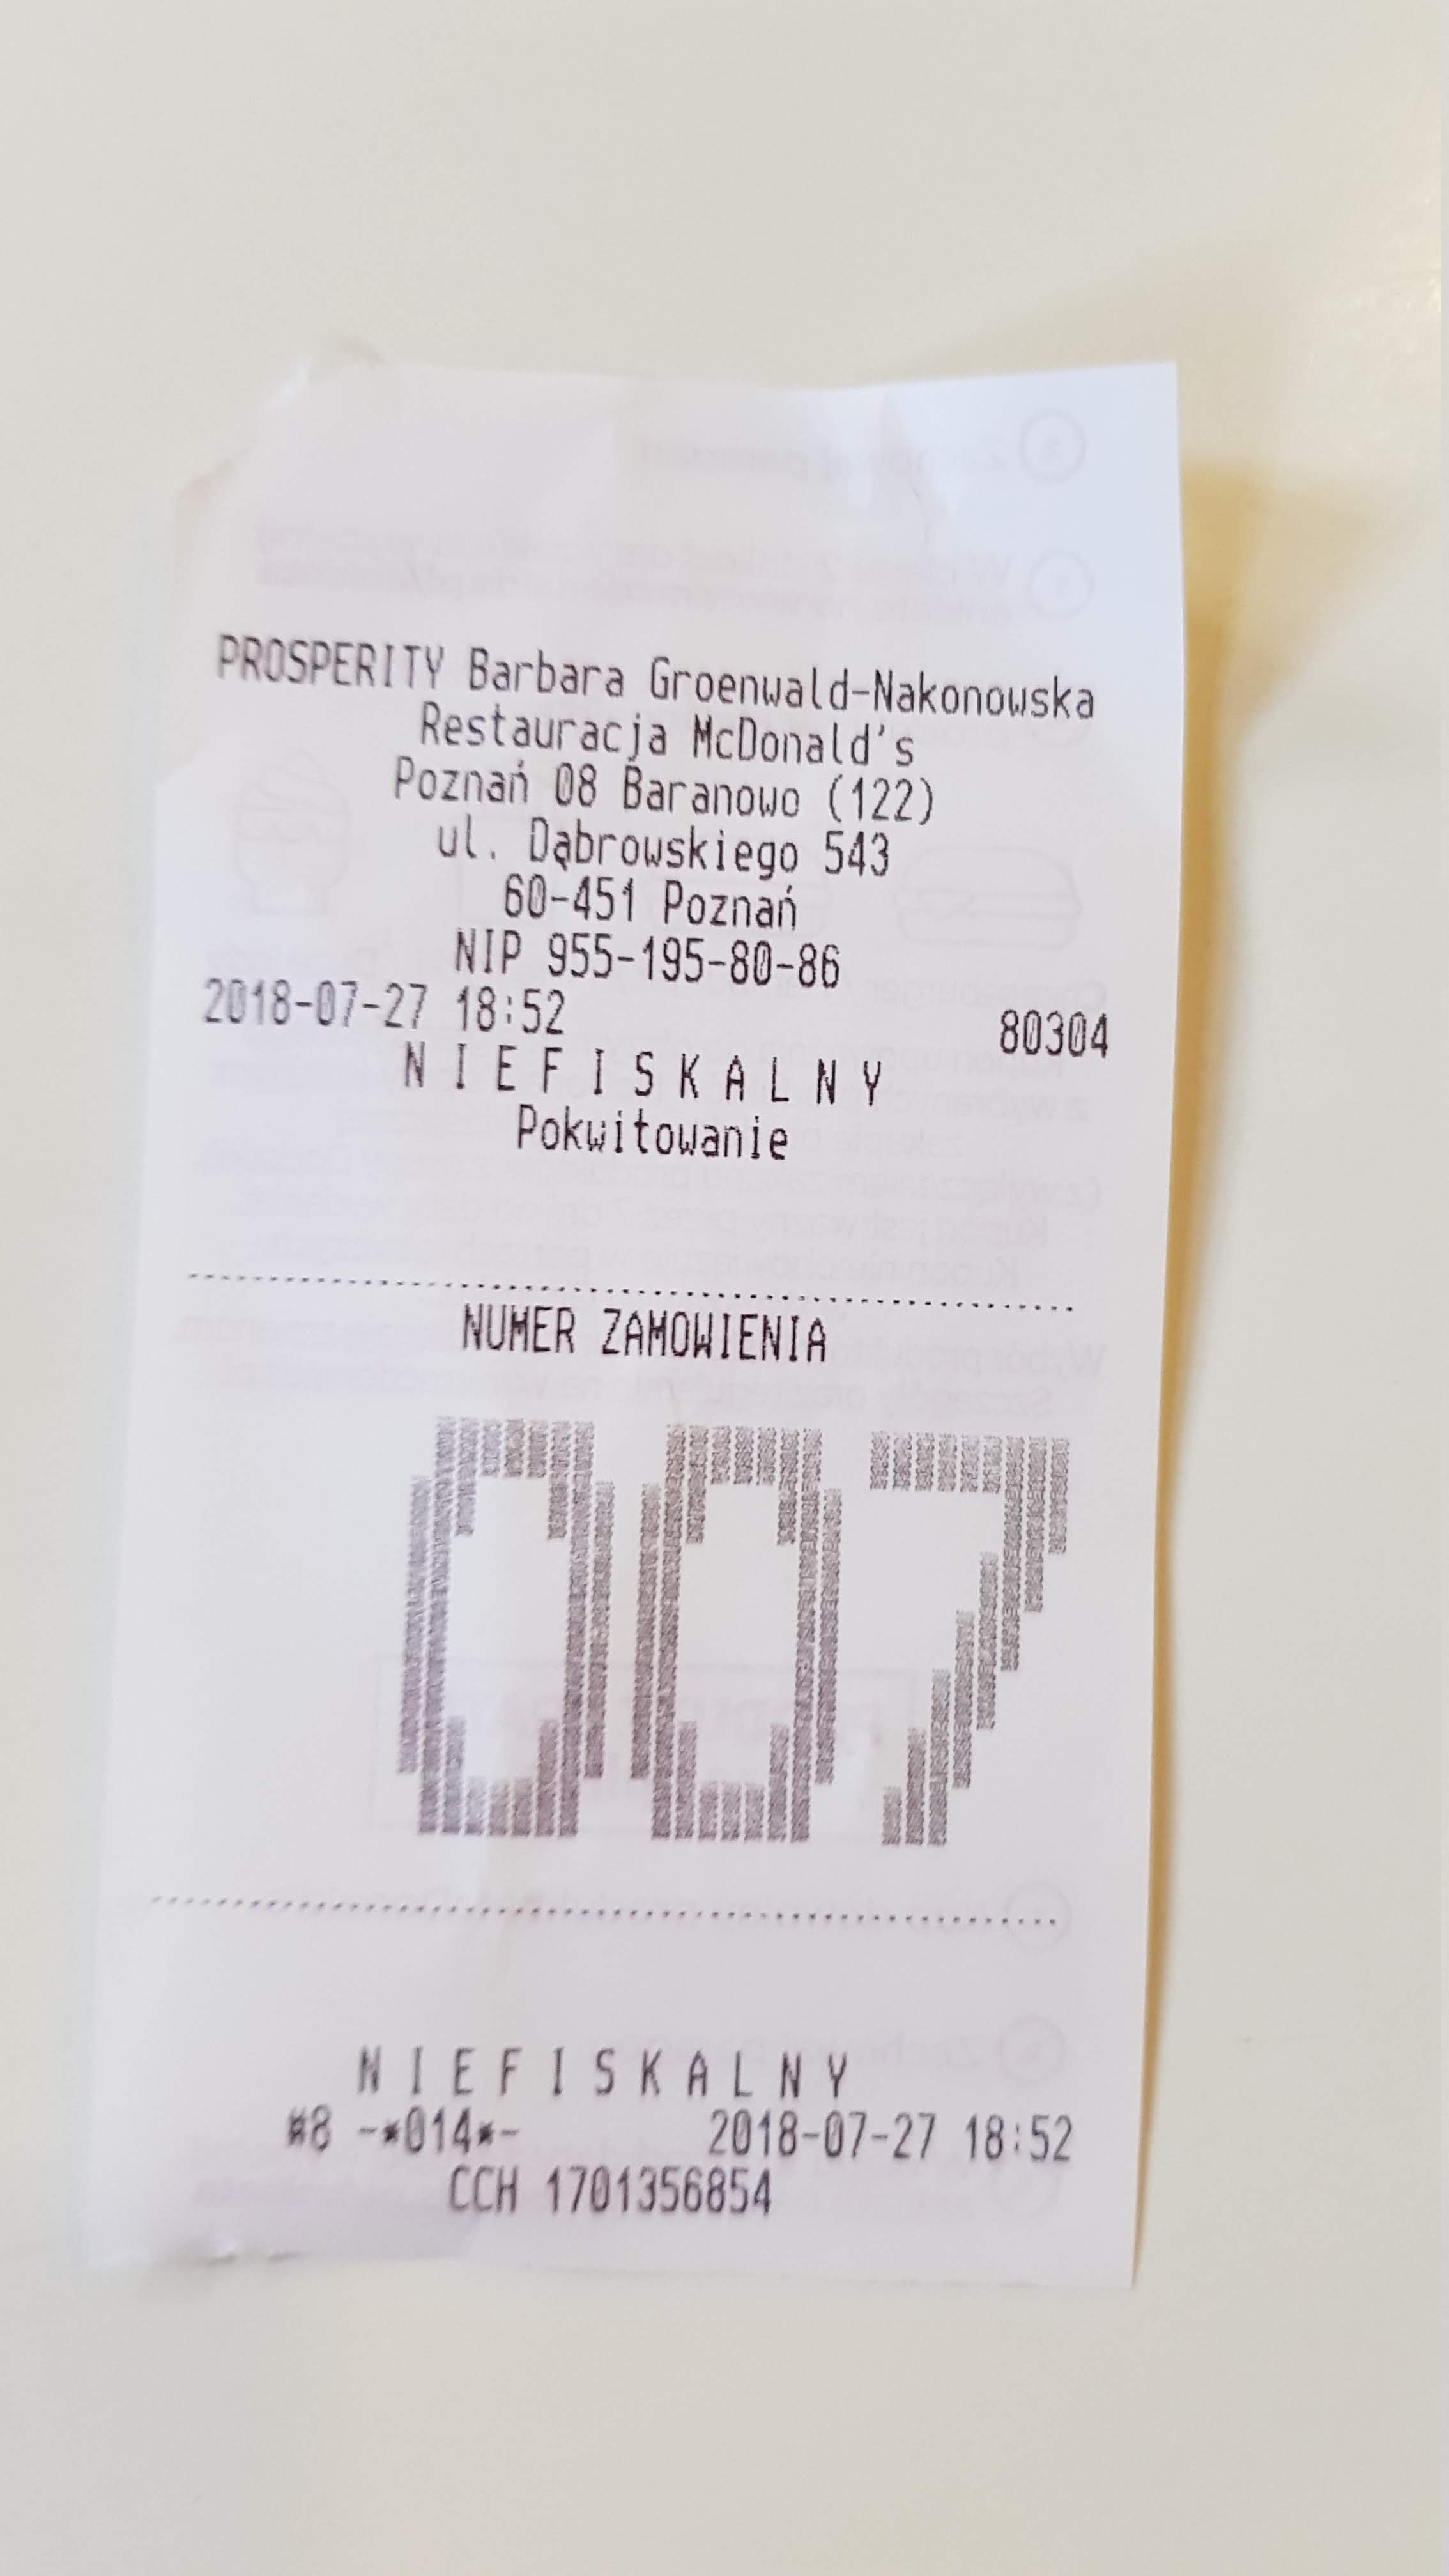 PROSPERITY Barbara Groenwald-Nakonowska
Restauracja McDonald's
Poznań 08 Baranowo (122)
ul. Dąbrowskiego 543
60-451 Poznań
NIP 955-195-80-86
2018-07-27 18:52 80304
N I E F I S K A L N Y
Pokwitowanie
NUMER ZAMOWIENIA
007
N I E F I S K A L N Y
#8 -*014*- 2018-07-27 18:52
CCH 1701356854